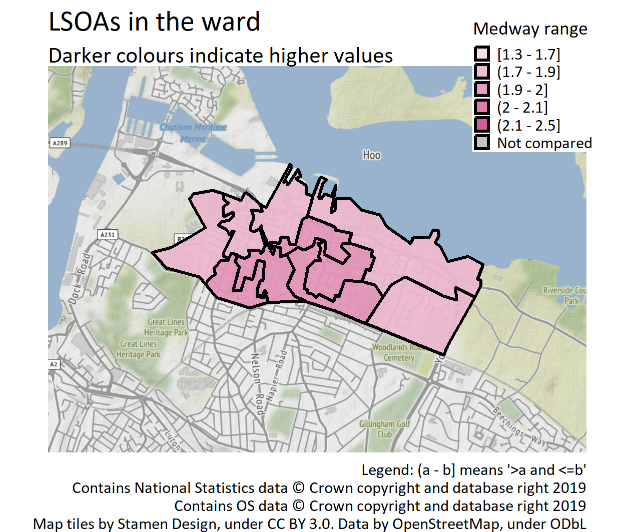 LSOAs in the ward
Darker colours indicate higher values
Medway range
[1.3 - 1.7]
(1.7 - 1.9]
(1.9 - 2]
(2 - 2.1]
(2.1 - 2.5]
Not compared
Chatham Maritime
Marina
A289
Hoo
A231
Dock Road
Great Lines
Heritage Park
Great Lines
Heritage Park
A2
Nelson Road
Napier Road
Woodlands
Cemetery
Gillingham Golf
Club
Riverside Cou
Park
Beechings Way
Legend: (a - b] means '>a and <=b'
Contains National Statistics data © Crown copyright and database right 2019
Contains OS data © Crown copyright and database right 2019
Map tiles by Stamen Design, under CC BY 3.0. Data by OpenStreetMap, under ODbL